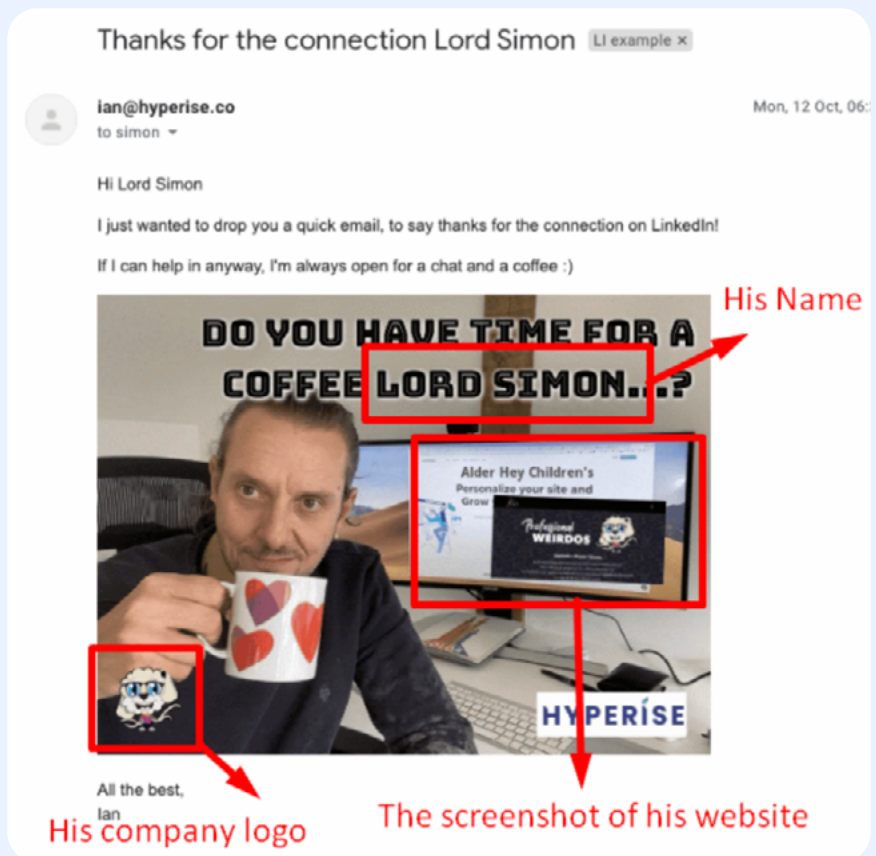 Thanks for the connection Lord Simon LI example ×
ian@hyperise.co Mon, 12 Oct, 06:
to simon
Hi Lord Simon
I just wanted to drop you a quick email, to say thanks for the connection on LinkedIn!
If I can help in anyway, I'm always open for a chat and a coffee :)
His Name
DO YOU HAVE TIME FOR A
COFFEE LORD SIMON...?
Alder Hey Children's
Personalize your site and
Grow
Professional
WEIRDOS
HYPERISE
All the best,
Ian
His company logo
The screenshot of his website